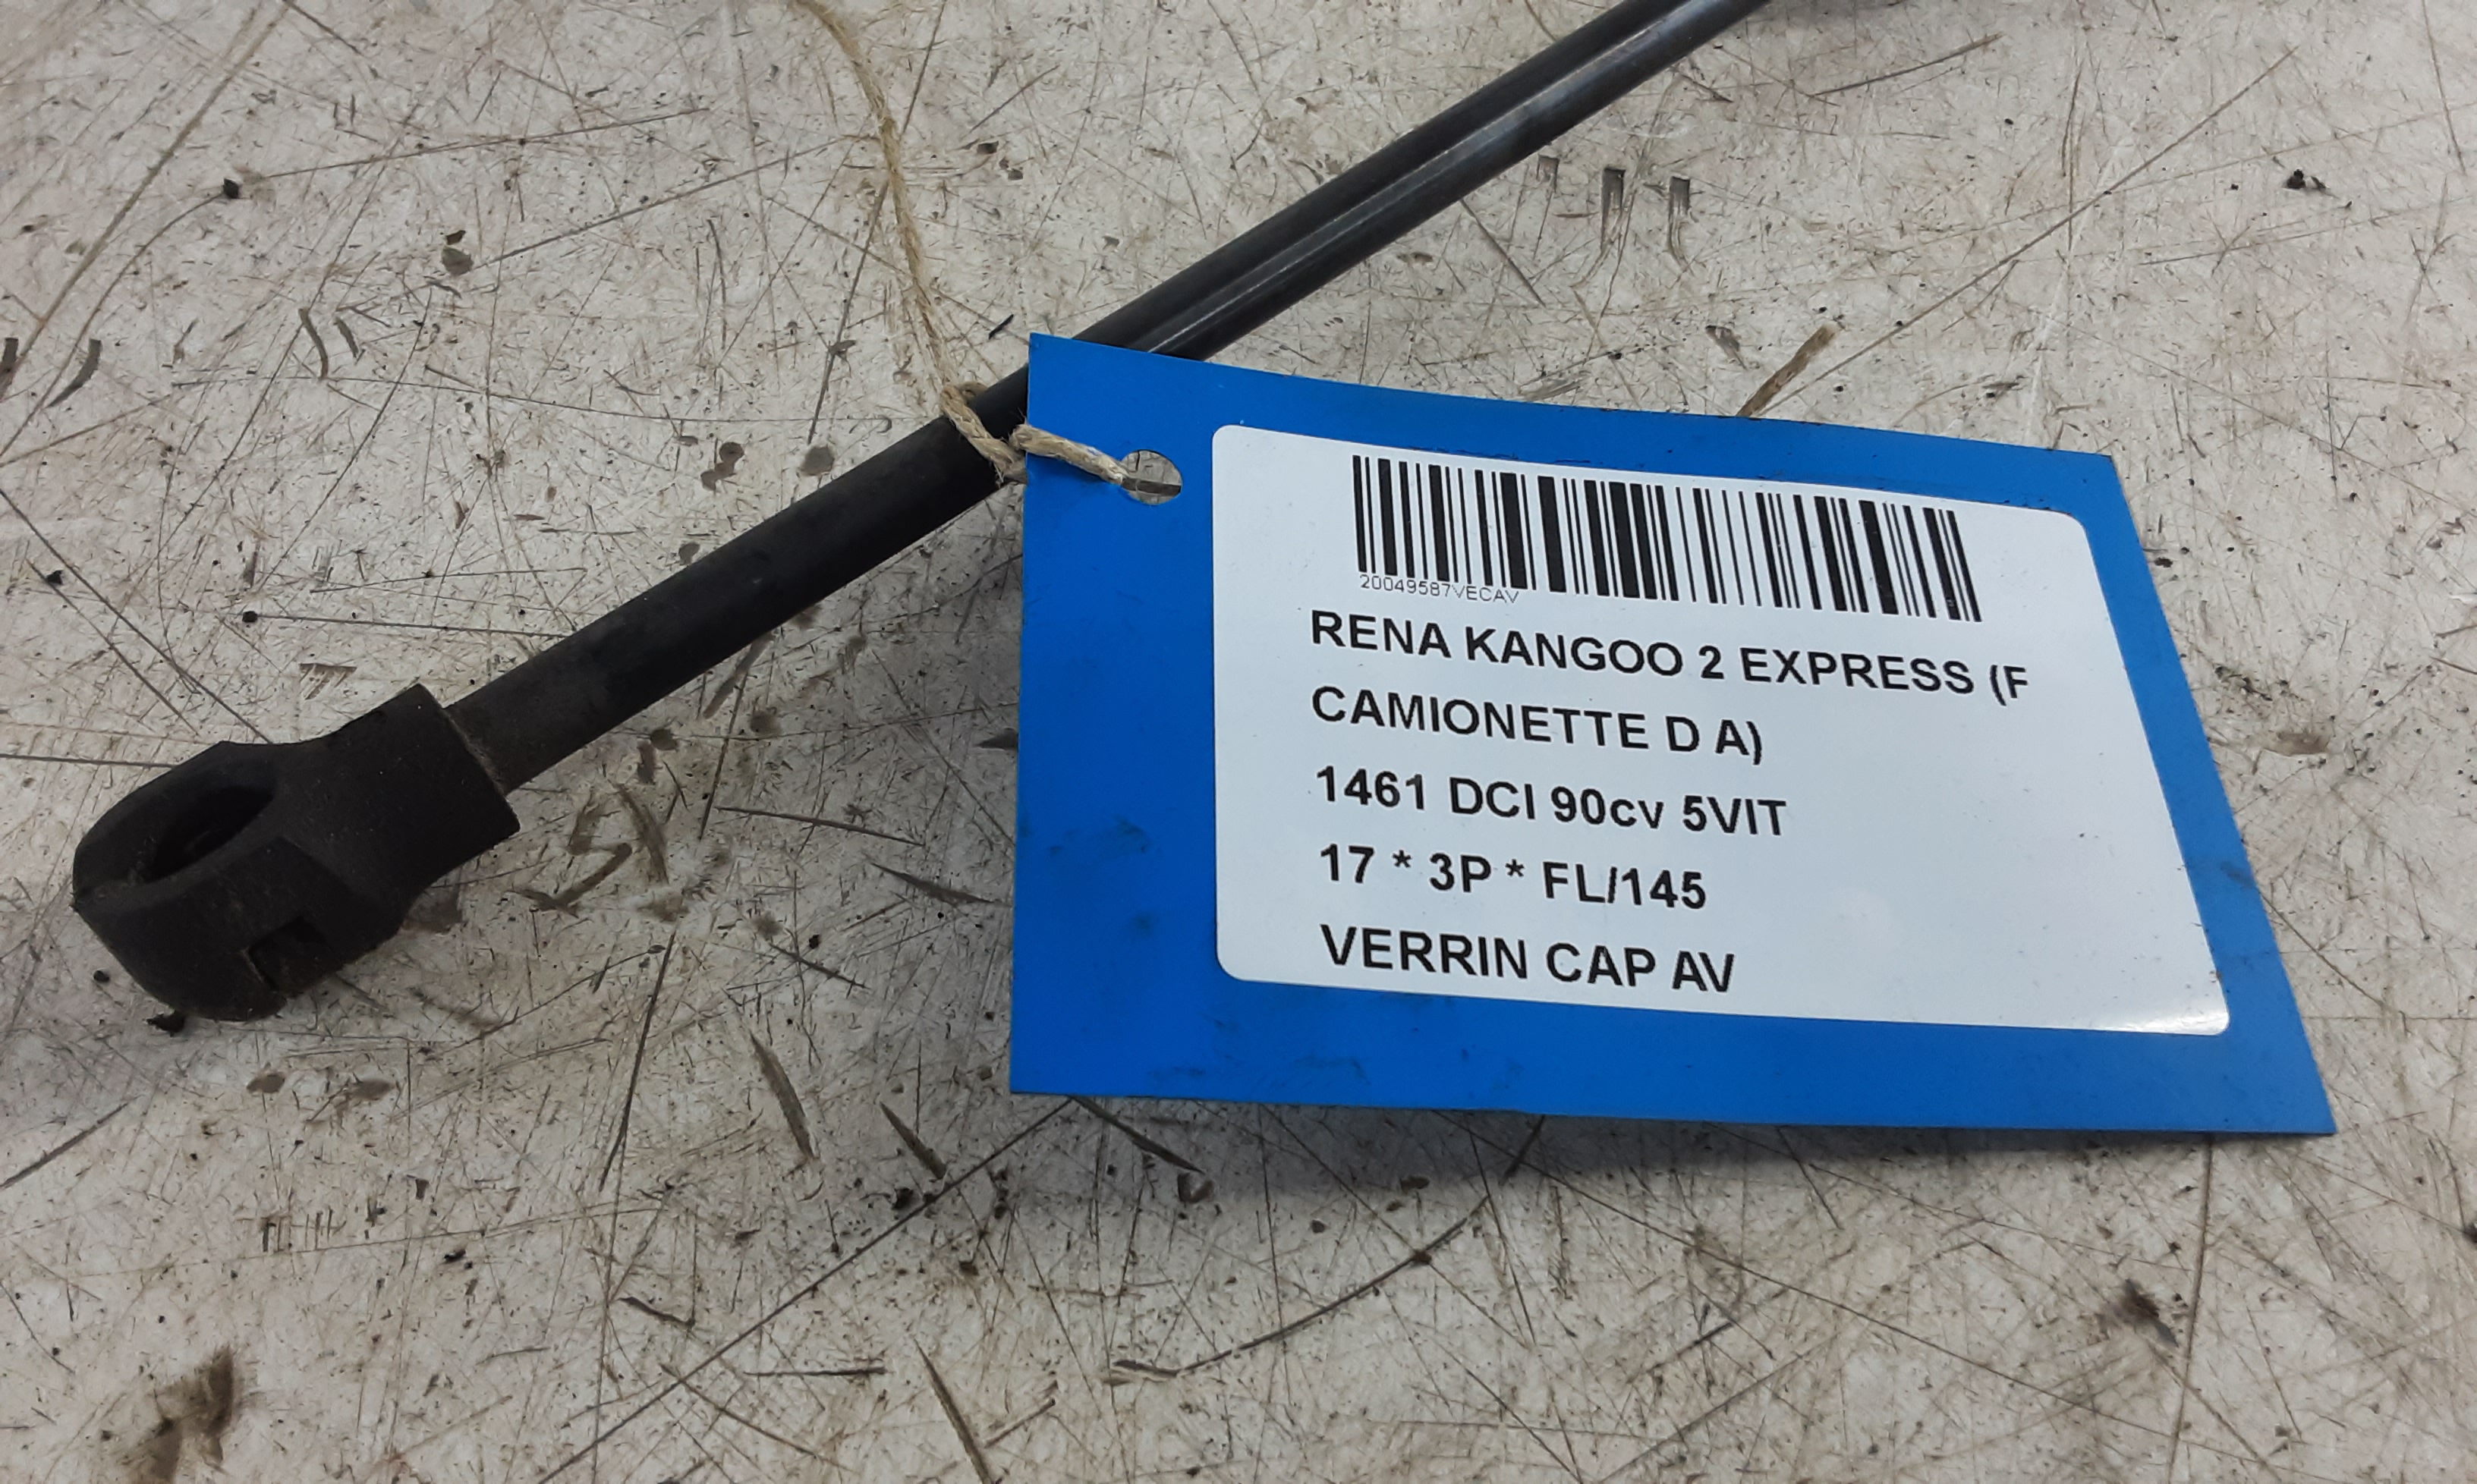 20049587VECAV
RENA KANGOO 2 EXPRESS (F
CAMIONETTE D A)
1461 DCI 90cv 5VIT
17 * 3P * FL/145
VERRIN CAP AV